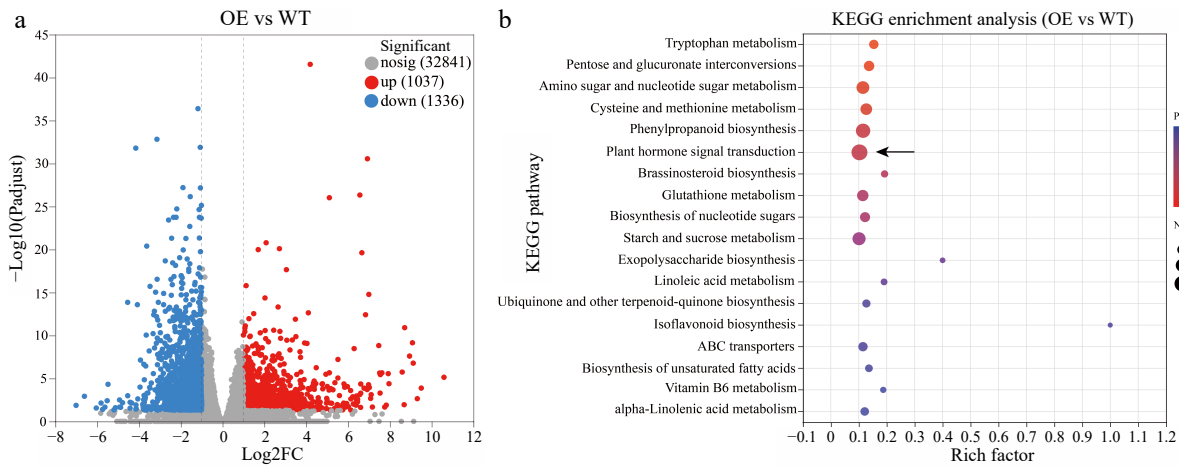 a
OE vs WT
Significant
nosig (32841)
up (1037)
down (1336)
−Log10(Padjust)
45
40
35
30
25
20
15
10
5
0
−8
−6
−4
−2
0
2
4
6
8
10
12
Log2FC
b
KEGG enrichment analysis (OE vs WT)
KEGG pathway
Tryptophan metabolism
Pentose and glucuronate interconversions
Amino sugar and nucleotide sugar metabolism
Cysteine and methionine metabolism
Phenylpropanoid biosynthesis
Plant hormone signal transduction
Brassinosteroid biosynthesis
Glutathione metabolism
Biosynthesis of nucleotide sugars
Starch and sucrose metabolism
Exopolysaccharide biosynthesis
Linoleic acid metabolism
Ubiquinone and other terpenoid-quinone biosynthesis
Isoflavonoid biosynthesis
ABC transporters
Biosynthesis of unsaturated fatty acids
Vitamin B6 metabolism
alpha-Linolenic acid metabolism
−0.1
0
0.1
0.2
0.3
0.4
0.5
0.6
0.7
0.8
0.9
1.0
1.1
1.2
Rich factor